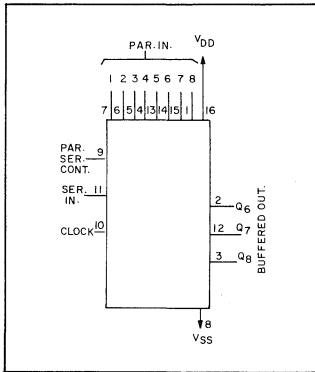 PAR. IN.
VDD
1 2 3 4 5 6 7 8
7 6 5 4 13 14 15 1 16
PAR.
SER.
CONT.
9
SER.
IN.
11
CLOCK
10
2
Q6
12
Q7
3
Q8
BUFFERED OUT.
8
VSS